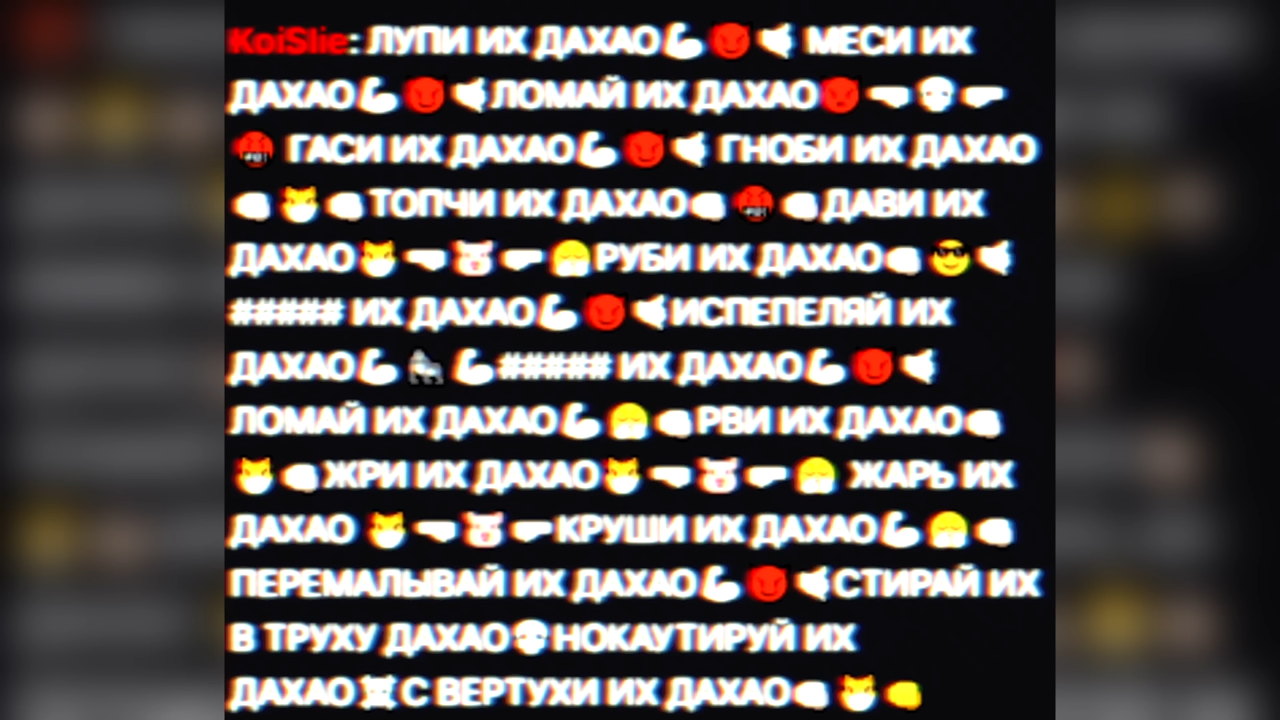 KoiSlie: ЛУПИ ИХ ДАХАО💪😈🤙 МЕСИ ИХ
ДАХАО💪😈🤙ЛОМАЙ ИХ ДАХАО👿🤜💀🤛
🤬 ГАСИ ИХ ДАХАО💪😈🤙 ГНОБИ ИХ ДАХАО
👊😼👊ТОПЧИ ИХ ДАХАО👊🤬👊ДАВИ ИХ
ДАХАО😼🤜🐷🤛😤РУБИ ИХ ДАХАО👊😎🤙
##### ИХ ДАХАО💪😈🤙ИСПЕПЕЛЯЙ ИХ
ДАХАО💪🦍💪##### ИХ ДАХАО💪😈🤙
ЛОМАЙ ИХ ДАХАО💪😤👊РВИ ИХ ДАХАО👊
😼👊ЖРИ ИХ ДАХАО😼🤜🐷🤛😤 ЖАРЬ ИХ
ДАХАО 😼🤜🐷🤛КРУШИ ИХ ДАХАО💪😤👊
ПЕРЕМАЛЫВАЙ ИХ ДАХАО💪😈🤙СТИРАЙ ИХ
В ТРУХУ ДАХАО💀НОКАУТИРУЙ ИХ
ДАХАО☠С ВЕРТУХИ ИХ ДАХАО👊😼👊